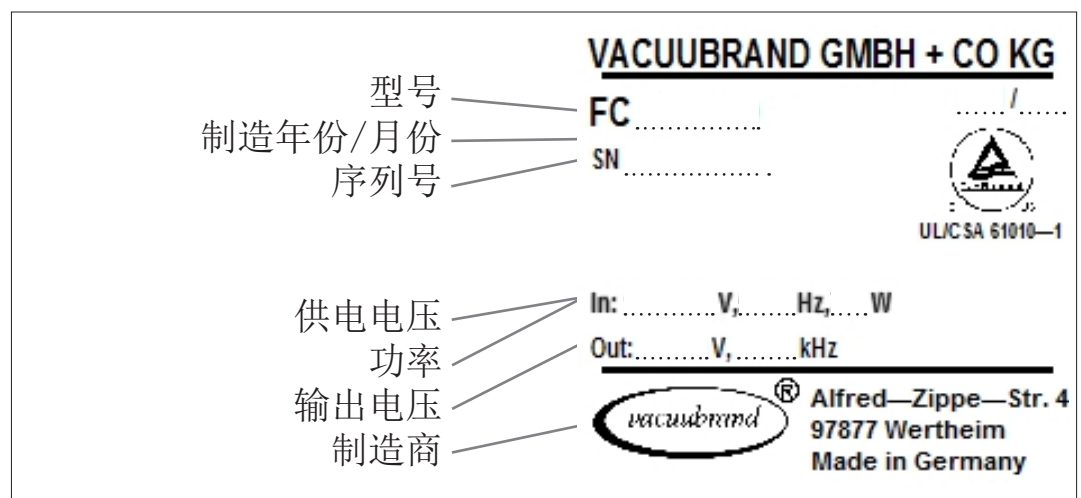 VACUUBRAND GMBH + CO KG
型号
FC............. ...../......
制造年份/月份
序列号
SN................
UL/CSA 61010—1
供电电压
In:..........V,......Hz,....W
功率
Out:........V,.......kHz
输出电压
制造商
vacuubrand ®
Alfred—Zippe—Str. 4
97877 Wertheim
Made in Germany